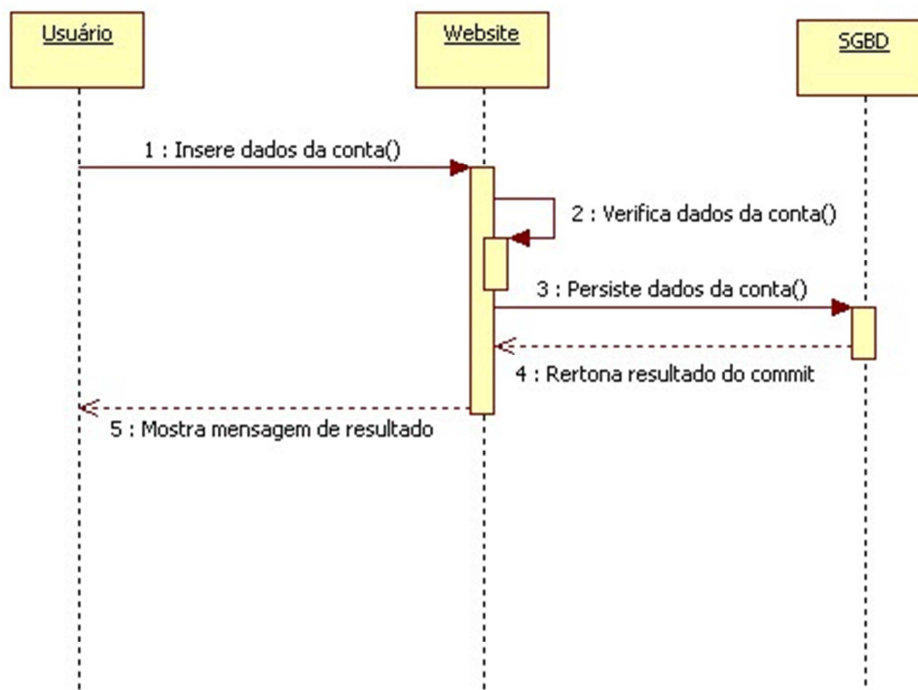 Usuário
Website
SGBD
1 : Insere dados da conta()
2 : Verifica dados da conta()
3 : Persiste dados da conta()
4 : Rertona resultado do commit
5 : Mostra mensagem de resultado